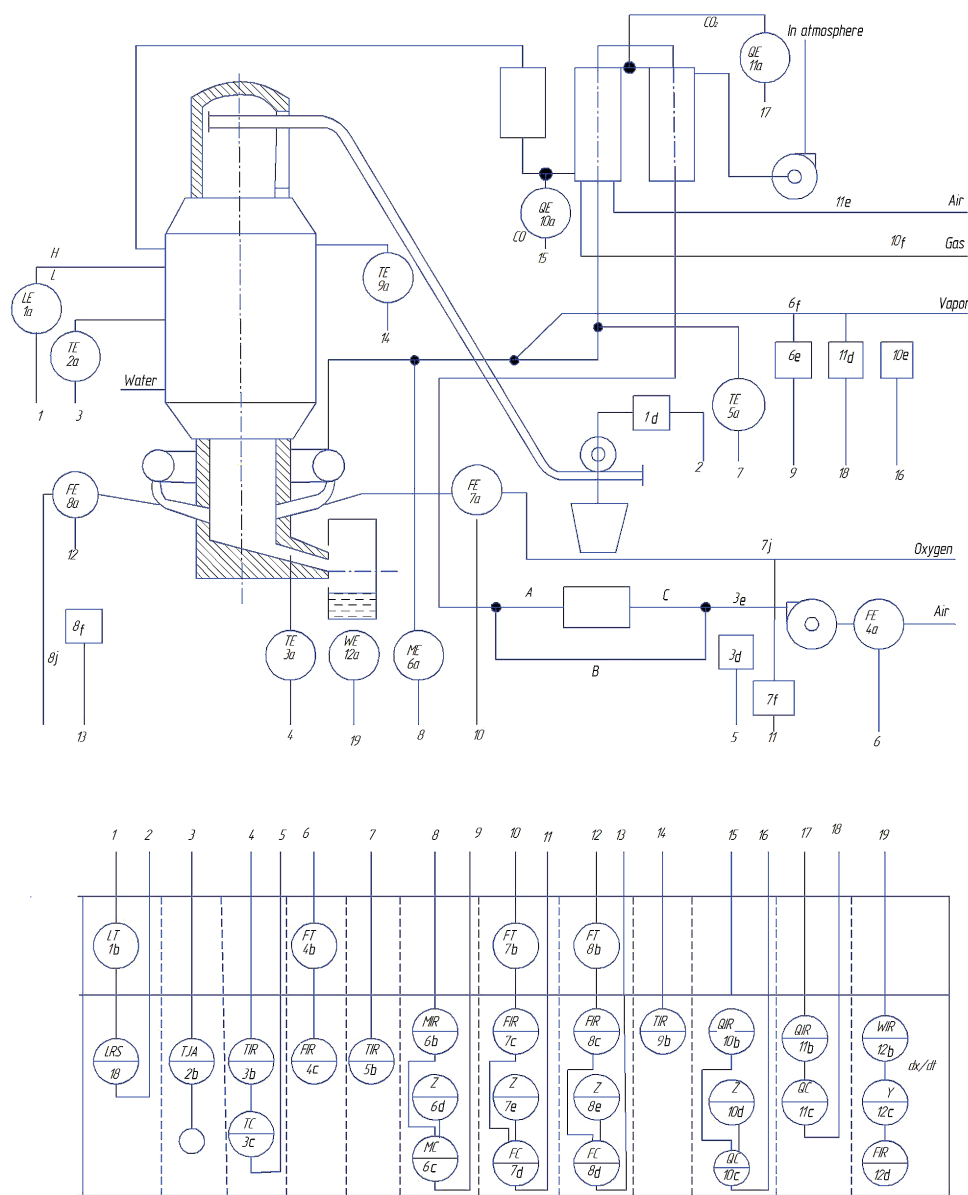 CO₂
In atmosphere
QE
11a
17
11e
Air
QE
10a
CO
15
10f
Gas
H
L
LE
1a
TE
9a
14
6f
Vapor
TE
2a
6e
11d
10e
Water
1
3
1d
TE
5a
2
7
9
18
16
FE
8a
12
FE
7a
7j
Oxygen
A
C
3e
FE
4a
Air
8f
8j
TE
3a
WE
12a
ME
6a
B
3d
7f
13
4
19
8
10
5
11
6
1
2
3
4
5
6
7
8
9
10
11
12
13
14
15
16
17
18
19
LT
1b
FT
4b
FT
7b
FT
8b
LRS
18
TJA
2b
TIR
3b
FIR
4c
TIR
5b
MIR
6b
FIR
7c
FIR
8c
TIR
9b
QIR
10b
QIR
11b
WIR
12b
dx/dt
TC
3c
Z
6d
Z
7e
Z
8e
Z
10d
QC
11c
Y
12c
MC
6c
FC
7d
FC
8d
QC
10c
FIR
12d